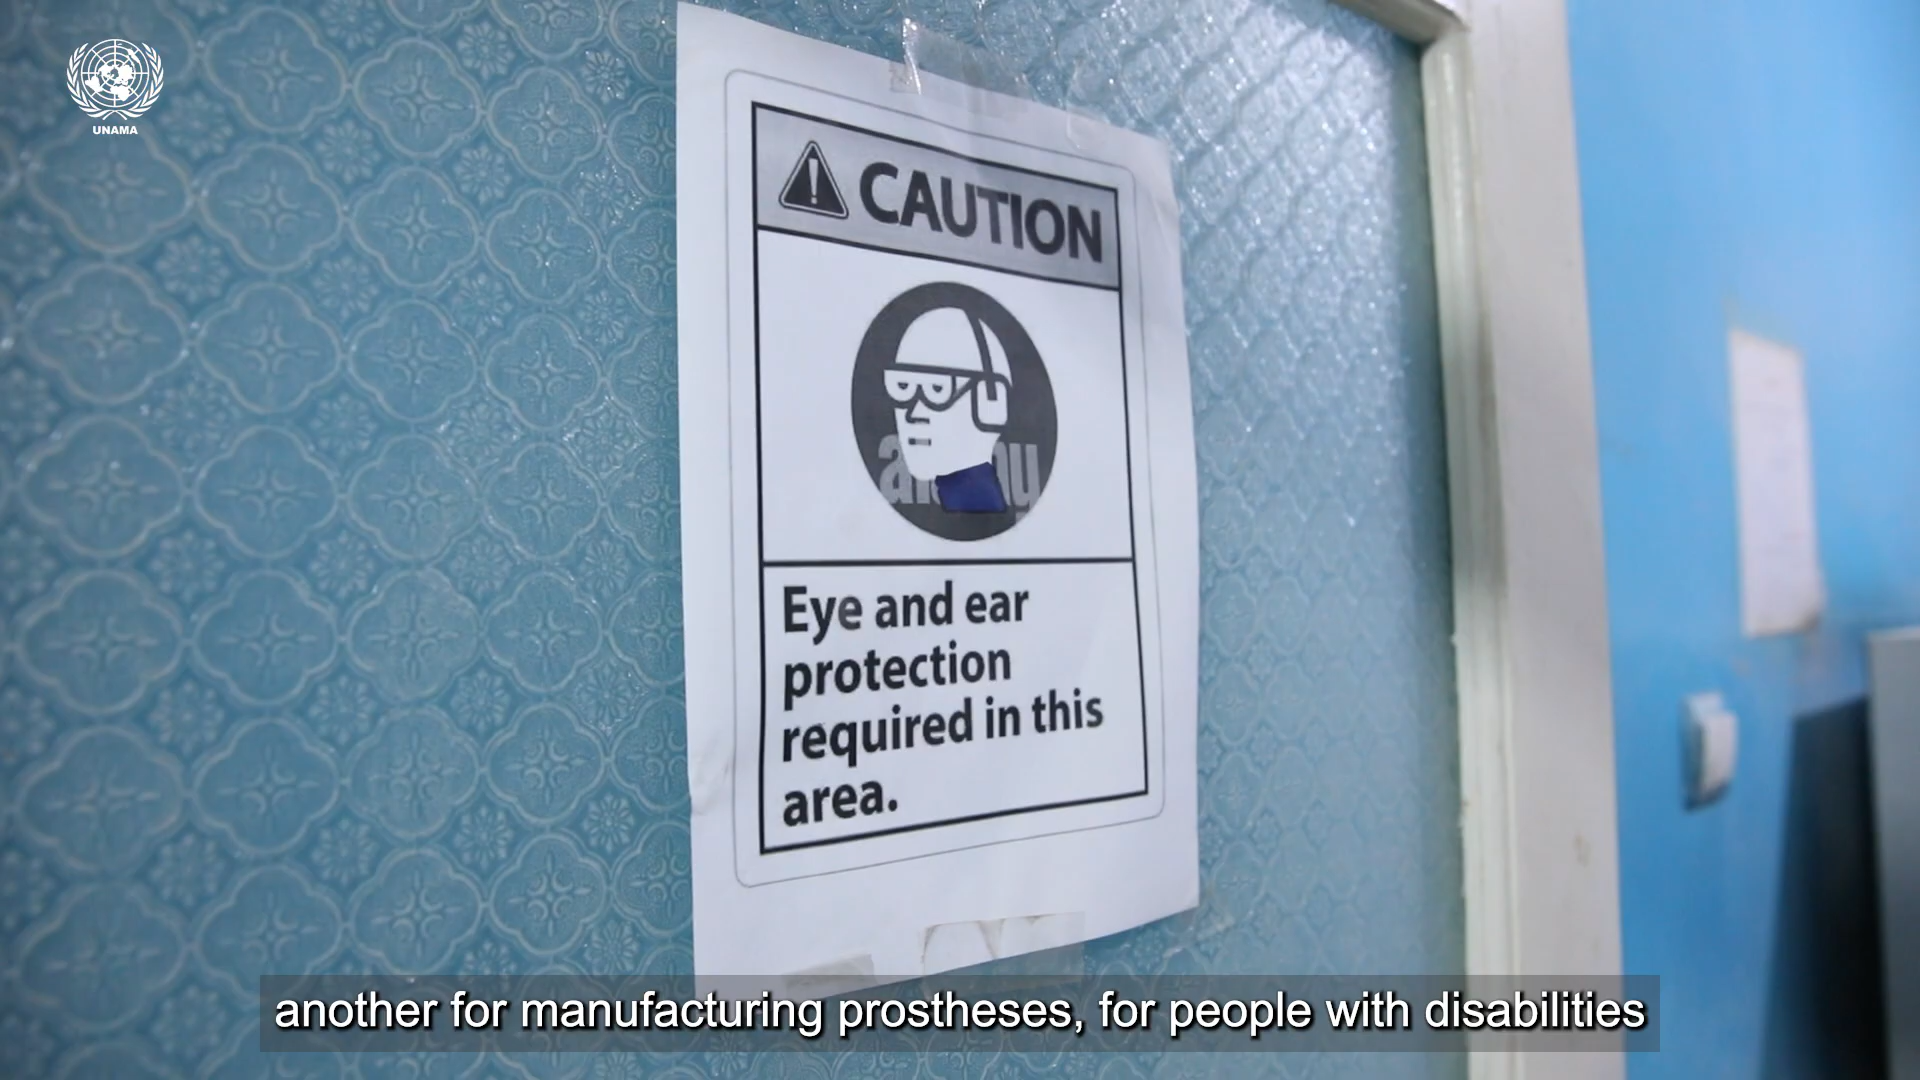 UNAMA
CAUTION
Eye and ear
protection
required in this
area.
another for manufacturing prostheses, for people with disabilities